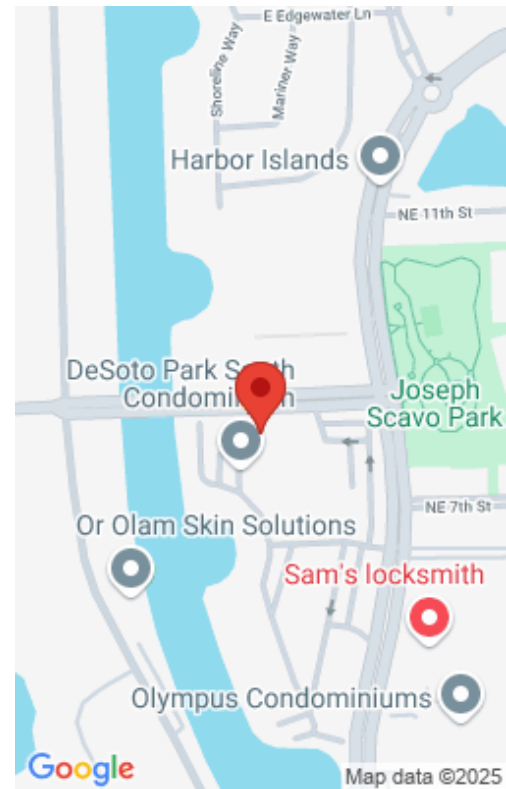 E Edgewater Ln
Shoreline Way
Mariner Way
Harbor Islands
NE 11th St
DeSoto Park South
Condominium
Joseph
Scavo Park
NE 7th St
Or Olam Skin Solutions
Sam's locksmith
Olympus Condominiums
Google
Map data ©2025